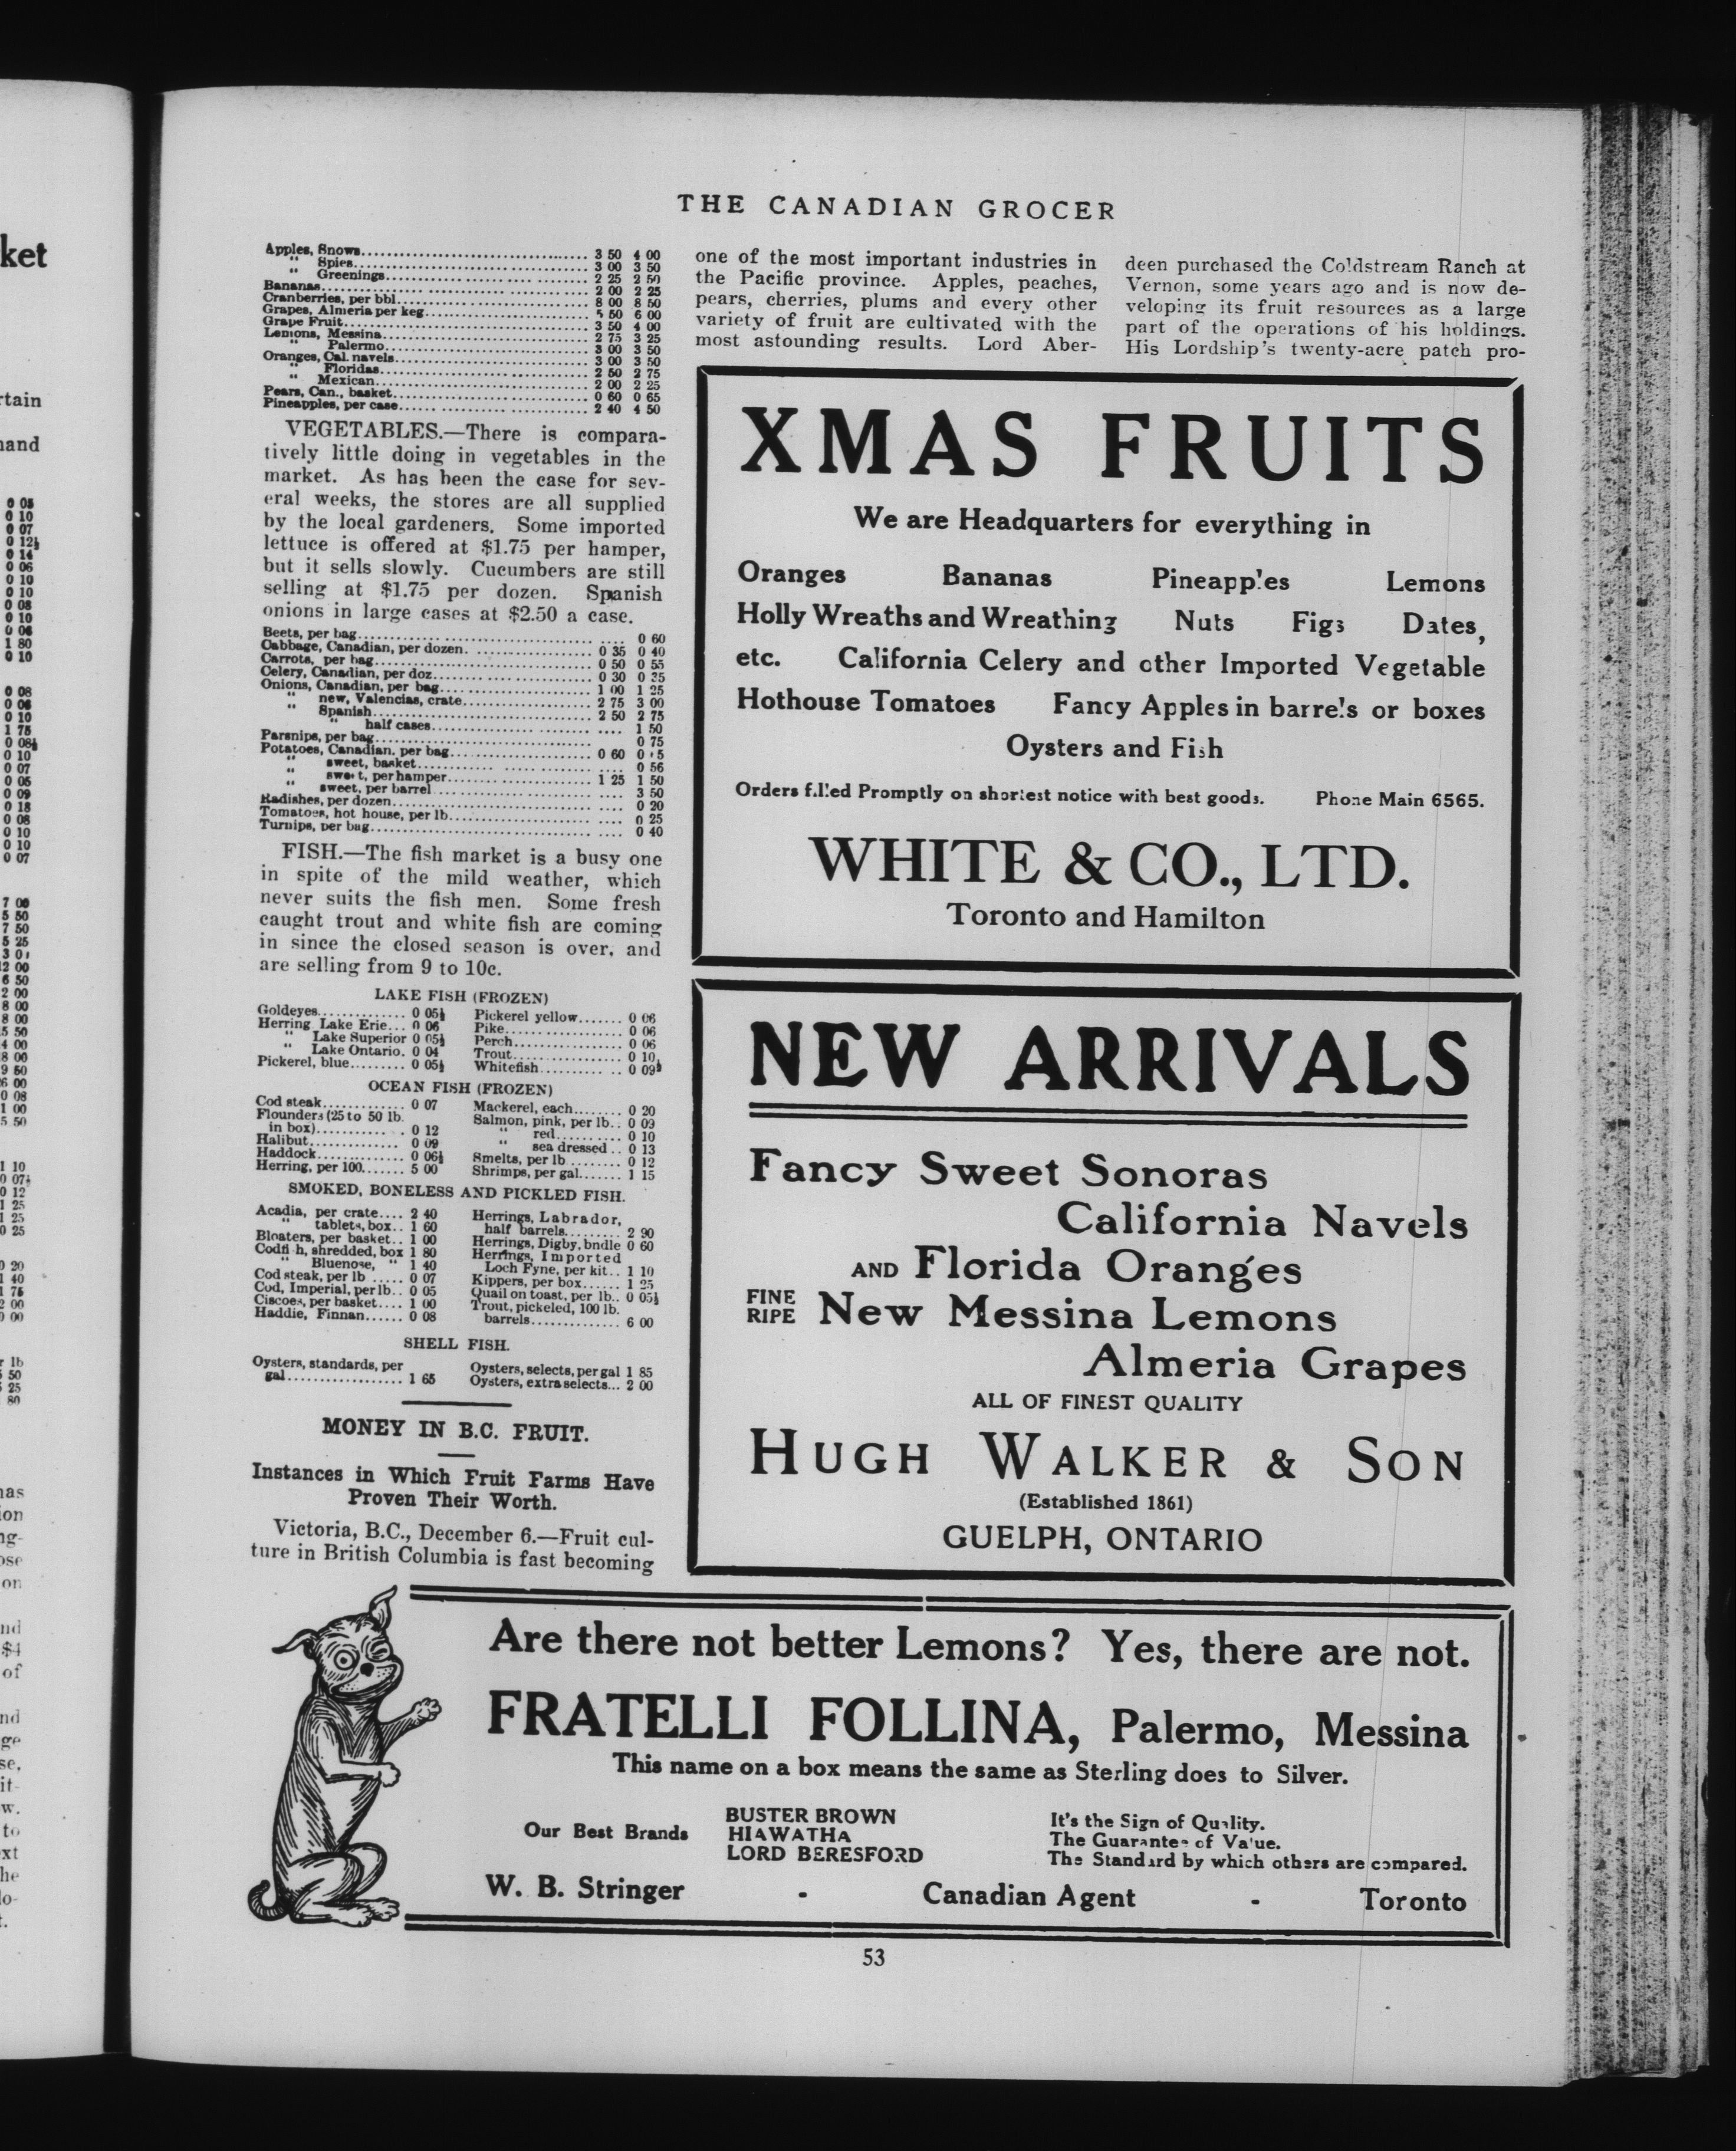 THE CANADIAN GROCER
Apples, Snows 3 50 4 00
" Spies 3 00 3 50
" Greenings 2 25 2 50
Bananas 2 00 2 25
Cranberries, per bbl 8 00 8 50
Grapes, Almeria per keg 5 50 6 00
Grape Fruit 3 50 4 00
Lemons, Messina 2 75 3 25
" Palermo 3 00 3 50
Oranges, Cal. navels 3 00 3 50
" Floridas 2 50 2 75
" Mexican 2 00 2 25
Pears, Can., basket 0 60 0 65
Pineapples, per case 2 40 4 50
VEGETABLES.—There is compara-
tively little doing in vegetables in the
market. As has been the case for sev-
eral weeks, the stores are all supplied
by the local gardeners. Some imported
lettuce is offered at $1.75 per hamper,
but it sells slowly. Cucumbers are still
selling at $1.75 per dozen. Spanish
onions in large cases at $2.50 a case.
Beets, per bag 0 60
Cabbage, Canadian, per dozen 0 35 0 40
Carrots, per bag 0 50 0 55
Celery, Canadian, per doz 0 30 0 35
Onions, Canadian, per bag 1 00 1 25
" new, Valencias, crate 2 75 3 00
" Spanish 2 50 2 75
" half cases 1 50
Parsnips, per bag 0 75
Potatoes, Canadian, per bag 0 60
" sweet, basket 0 56
" sweet, per hamper 1 25 1 50
" sweet, per barrel 3 50
Radishes, per dozen 0 20
Tomatoes, hot house, per lb 0 25
Turnips, per bag 0 40
FISH.—The fish market is a busy one
in spite of the mild weather, which
never suits the fish men. Some fresh
caught trout and white fish are coming
in since the closed season is over, and
are selling from 9 to 10c.
LAKE FISH (FROZEN)
Goldeyes 0 05½
Herring Lake Erie 0 06
" Lake Superior 0 05½
" Lake Ontario. 0 04
Pickerel, blue 0 05½
Pickerel yellow 0 06
Pike 0 06
Perch 0 06
Trout 0 10
Whitefish 0 09½
OCEAN FISH (FROZEN)
Cod steak 0 07
Flounders (25 to 50 lb.
in box) 0 12
Halibut 0 09
Haddock 0 06½
Herring, per 100 5 00
Mackerel, each 0 20
Salmon, pink, per lb 0 09
" red 0 10
" sea dressed 0 13
Smelts, per lb 0 12
Shrimps, per gal 1 15
SMOKED, BONELESS AND PICKLED FISH.
Acadia, per crate 2 40
" tablets, box 1 60
Bloaters, per basket 1 00
Codfish, shredded, box 1 80
" Bluenose, " 1 40
Cod steak, per lb 0 07
Cod, Imperial, per lb 0 05
Ciscoes, per basket 1 00
Haddie, Finnan 0 08
Herrings, Labrador,
half barrels 2 90
Herrings, Digby, bndle 0 60
Herrings, Imported
Loch Fyne, per kit 1 10
Kippers, per box 1 25
Quail on toast, per lb 0 05½
Trout, pickeled, 100 lb.
barrels 6 00
SHELL FISH.
Oysters, standards, per
gal 1 65
Oysters, selects, per gal 1 85
Oysters, extra selects 2 00
MONEY IN B.C. FRUIT.
Instances in Which Fruit Farms Have
Proven Their Worth.
Victoria, B.C., December 6.—Fruit cul-
ture in British Columbia is fast becoming
one of the most important industries in
the Pacific province. Apples, peaches,
pears, cherries, plums and every other
variety of fruit are cultivated with the
most astounding results. Lord Aber-
deen purchased the Coldstream Ranch at
Vernon, some years ago and is now de-
veloping its fruit resources as a large
part of the operations of his holdings.
His Lordship's twenty-acre patch pro-
XMAS FRUITS
We are Headquarters for everything in
Oranges Bananas Pineapples Lemons
Holly Wreaths and Wreathing Nuts Figs Dates,
etc. California Celery and other Imported Vegetable
Hothouse Tomatoes Fancy Apples in barrels or boxes
Oysters and Fish
Orders filled Promptly on shortest notice with best goods. Phone Main 6565.
WHITE & CO., LTD.
Toronto and Hamilton
NEW ARRIVALS
Fancy Sweet Sonoras
California Navels
AND Florida Oranges
FINE RIPE New Messina Lemons
Almeria Grapes
ALL OF FINEST QUALITY
HUGH WALKER & SON
(Established 1861)
GUELPH, ONTARIO
Are there not better Lemons? Yes, there are not.
FRATELLI FOLLINA, Palermo, Messina
This name on a box means the same as Sterling does to Silver.
Our Best Brands
BUSTER BROWN
HIAWATHA
LORD BERESFORD
It's the Sign of Quality.
The Guarantee of Value.
The Standard by which others are compared.
W. B. Stringer - Canadian Agent - Toronto
53